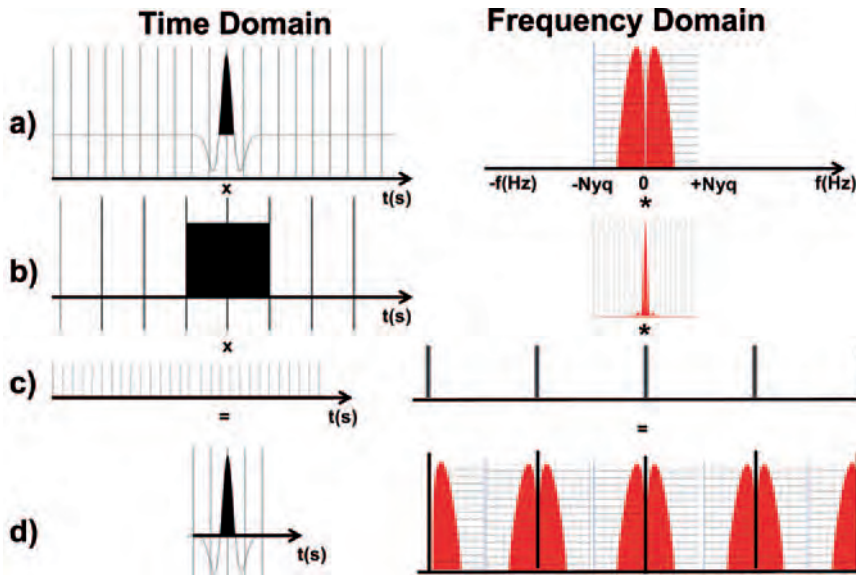 Time Domain
Frequency Domain
a)
x
t(s)
-f(Hz) -Nyq 0 +Nyq f(Hz)
*
b)
t(s)
*
x
c)
t(s)
=
=
d)
t(s)